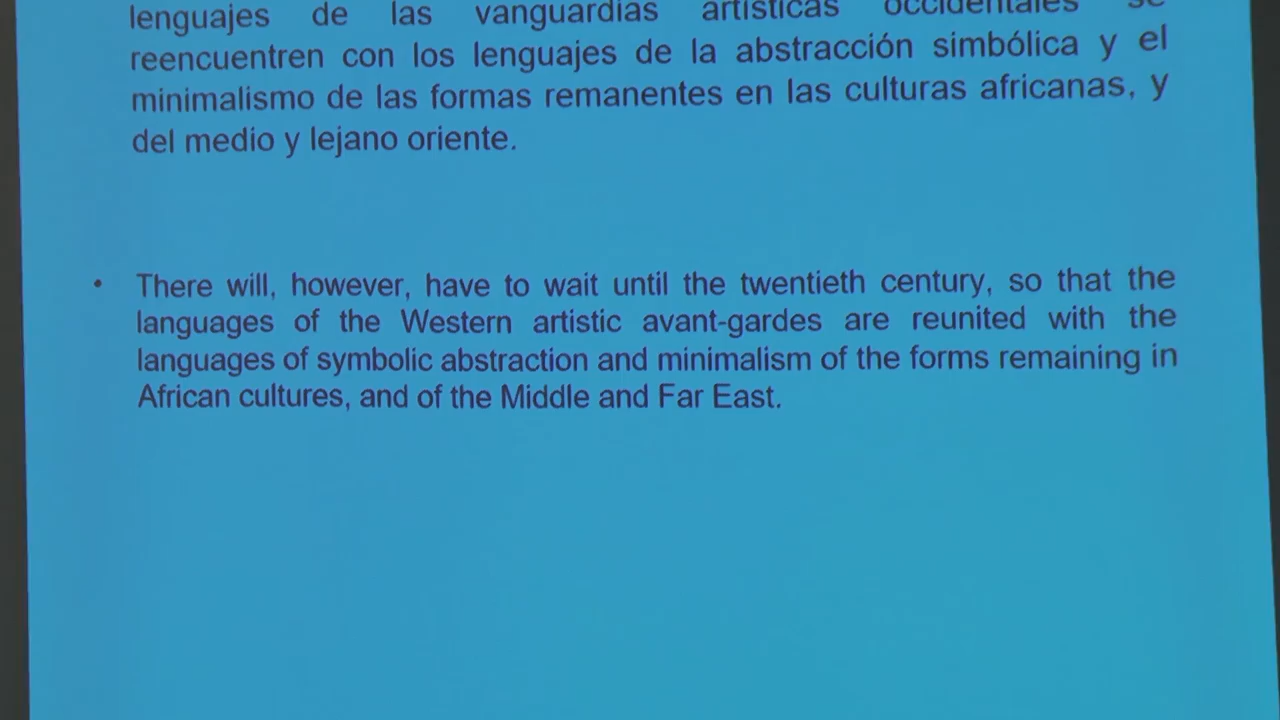 lenguajes de las vanguardias artísticas occidentales se
reencuentren con los lenguajes de la abstracción simbólica y el
minimalismo de las formas remanentes en las culturas africanas, y
del medio y lejano oriente.
• There will, however, have to wait until the twentieth century, so that the
languages of the Western artistic avant-gardes are reunited with the
languages of symbolic abstraction and minimalism of the forms remaining in
African cultures, and of the Middle and Far East.